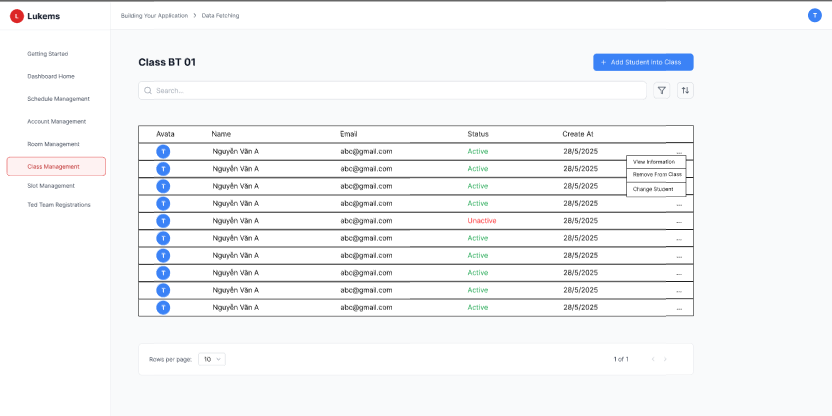 L Lukems
Building Your Application > Data Fetching
T
Getting Started
Dashboard Home
Schedule Management
Account Management
Room Management
Class Management
Slot Management
Ted Team Registrations
Class BT 01
+ Add Student Into Class
Search...
Avata Name Email Status Create At
T Nguyễn Văn A abc@gmail.com Active 28/5/2025 ...
T Nguyễn Văn A abc@gmail.com Active 28/5/2025
T Nguyễn Văn A abc@gmail.com Active 28/5/2025
T Nguyễn Văn A abc@gmail.com Active 28/5/2025 ...
T Nguyễn Văn A abc@gmail.com Unactive 28/5/2025 ...
T Nguyễn Văn A abc@gmail.com Active 28/5/2025 ...
T Nguyễn Văn A abc@gmail.com Active 28/5/2025 ...
T Nguyễn Văn A abc@gmail.com Active 28/5/2025 ...
T Nguyễn Văn A abc@gmail.com Active 28/5/2025 ...
T Nguyễn Văn A abc@gmail.com Active 28/5/2025 ...
View Information
Remove From Class
Change Student
Rows per page: 10
1 of 1 < >